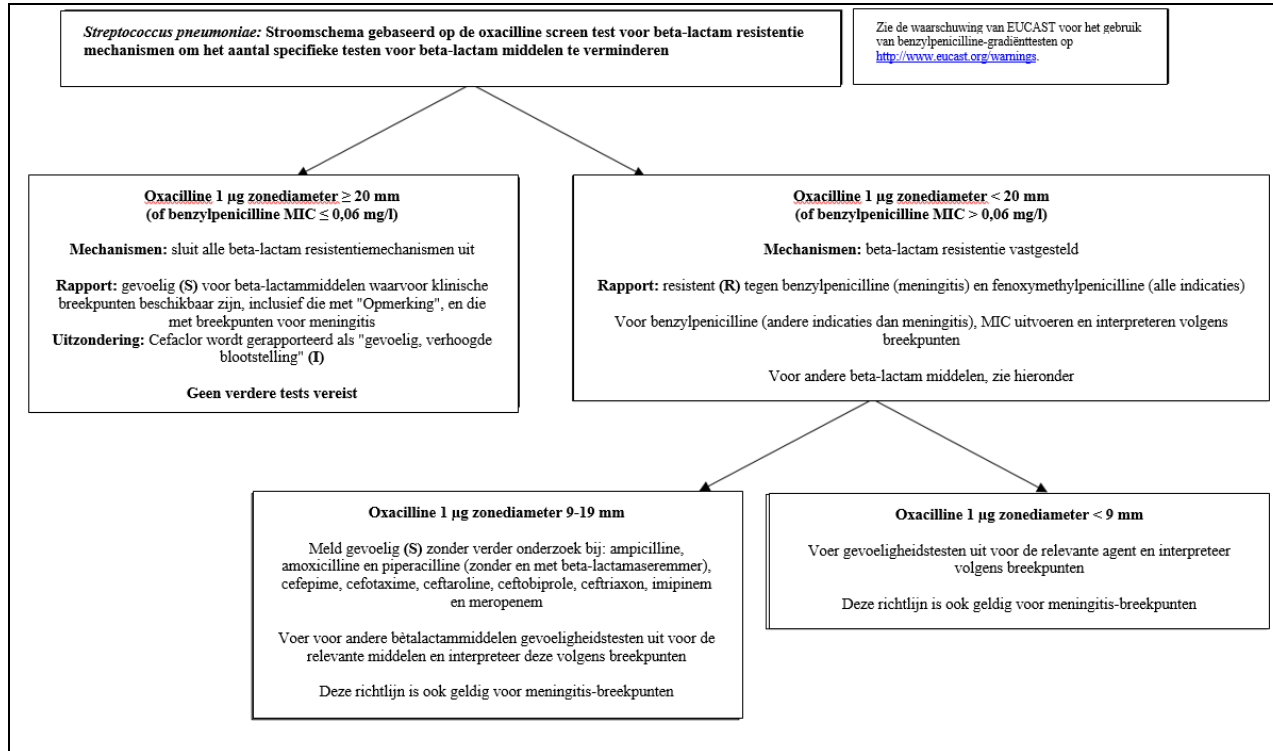 Streptococcus pneumoniae: Stroomschema gebaseerd op de oxacilline screen test voor beta-lactam resistentie
mechanismen om het aantal specifieke testen voor beta-lactam middelen te verminderen
Zie de waarschuwing van EUCAST voor het gebruik
van benzylpenicilline-gradiënttesten op
http://www.eucast.org/warnings.
Oxacilline 1 µg zonediameter ≥ 20 mm
(of benzylpenicilline MIC ≤ 0,06 mg/l)
Mechanismen: sluit alle beta-lactam resistentiemechanismen uit
Rapport: gevoelig (S) voor beta-lactammiddelen waarvoor klinische
breekpunten beschikbaar zijn, inclusief die met "Opmerking", en die
met breekpunten voor meningitis
Uitzondering: Cefaclor wordt gerapporteerd als "gevoelig, verhoogde
blootstelling" (I)
Geen verdere tests vereist
Oxacilline 1 µg zonediameter < 20 mm
(of benzylpenicilline MIC > 0,06 mg/l)
Mechanismen: beta-lactam resistentie vastgesteld
Rapport: resistent (R) tegen benzylpenicilline (meningitis) en fenoxymethylpenicilline (alle indicaties)
Voor benzylpenicilline (andere indicaties dan meningitis), MIC uitvoeren en interpreteren volgens
breekpunten
Voor andere beta-lactam middelen, zie hieronder
Oxacilline 1 µg zonediameter 9-19 mm
Meld gevoelig (S) zonder verder onderzoek bij: ampicilline,
amoxicilline en piperacilline (zonder en met beta-lactamaseremmer),
cefepime, cefotaxime, ceftaroline, ceftobiprole, ceftriaxon, imipinem
en meropenem
Voer voor andere bètalactammiddelen gevoeligheidstesten uit voor de
relevante middelen en interpreteer deze volgens breekpunten
Deze richtlijn is ook geldig voor meningitis-breekpunten
Oxacilline 1 µg zonediameter < 9 mm
Voer gevoeligheidstesten uit voor de relevante agent en interpreteer
volgens breekpunten
Deze richtlijn is ook geldig voor meningitis-breekpunten